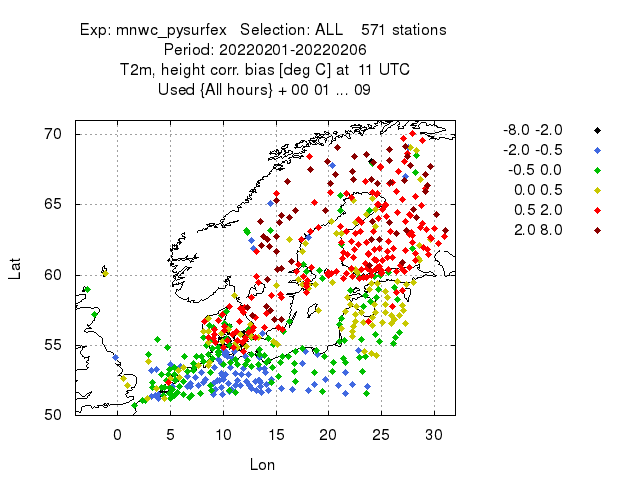 Exp: mnwc_pysurfex   Selection: ALL    571 stations
Period: 20220201-20220206
T2m, height corr. bias [deg C] at  11 UTC
Used {All hours} + 00 01 ... 09
70
65
60
55
50
Lat
0 5 10 15 20 25 30
Lon
-8.0 -2.0
-2.0 -0.5
-0.5 0.0
0.0 0.5
0.5 2.0
2.0 8.0